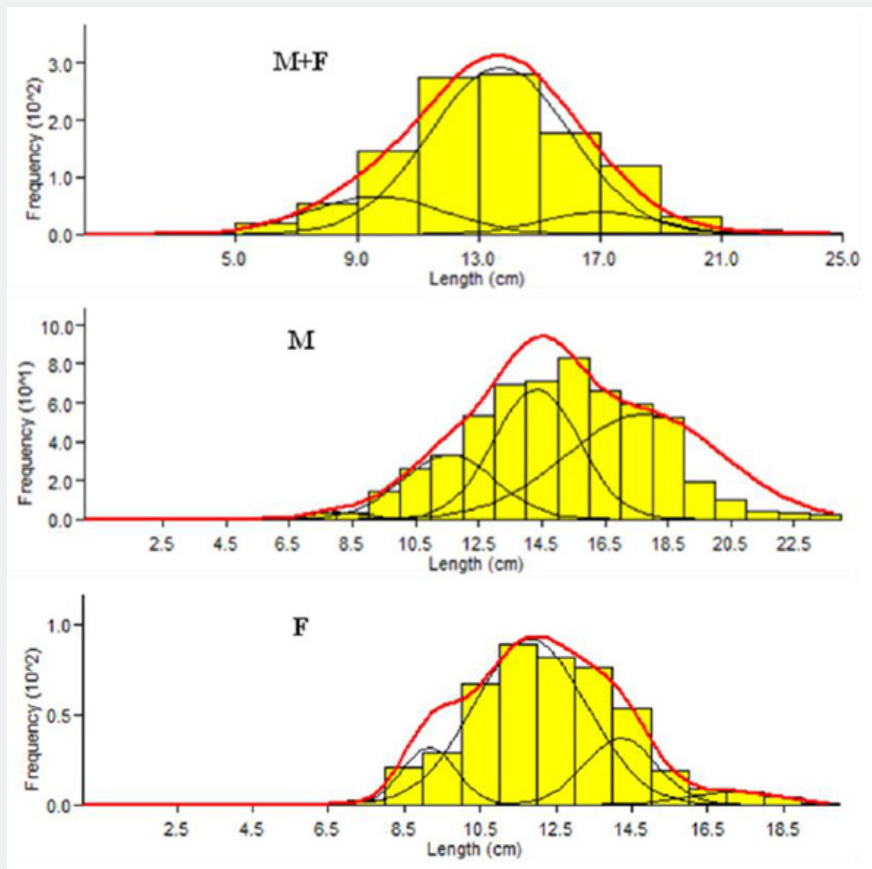 M+F
Frequency (10^2)
3.0
2.0
1.0
0.0
5.0 9.0 13.0 17.0 21.0 25.0
Length (cm)
M
Frequency (10^1)
10.0
8.0
6.0
4.0
2.0
0.0
2.5 4.5 6.5 8.5 10.5 12.5 14.5 16.5 18.5 20.5 22.5
Length (cm)
F
Frequency (10^2)
1.0
0.5
0.0
2.5 4.5 6.5 8.5 10.5 12.5 14.5 16.5 18.5
Length (cm)